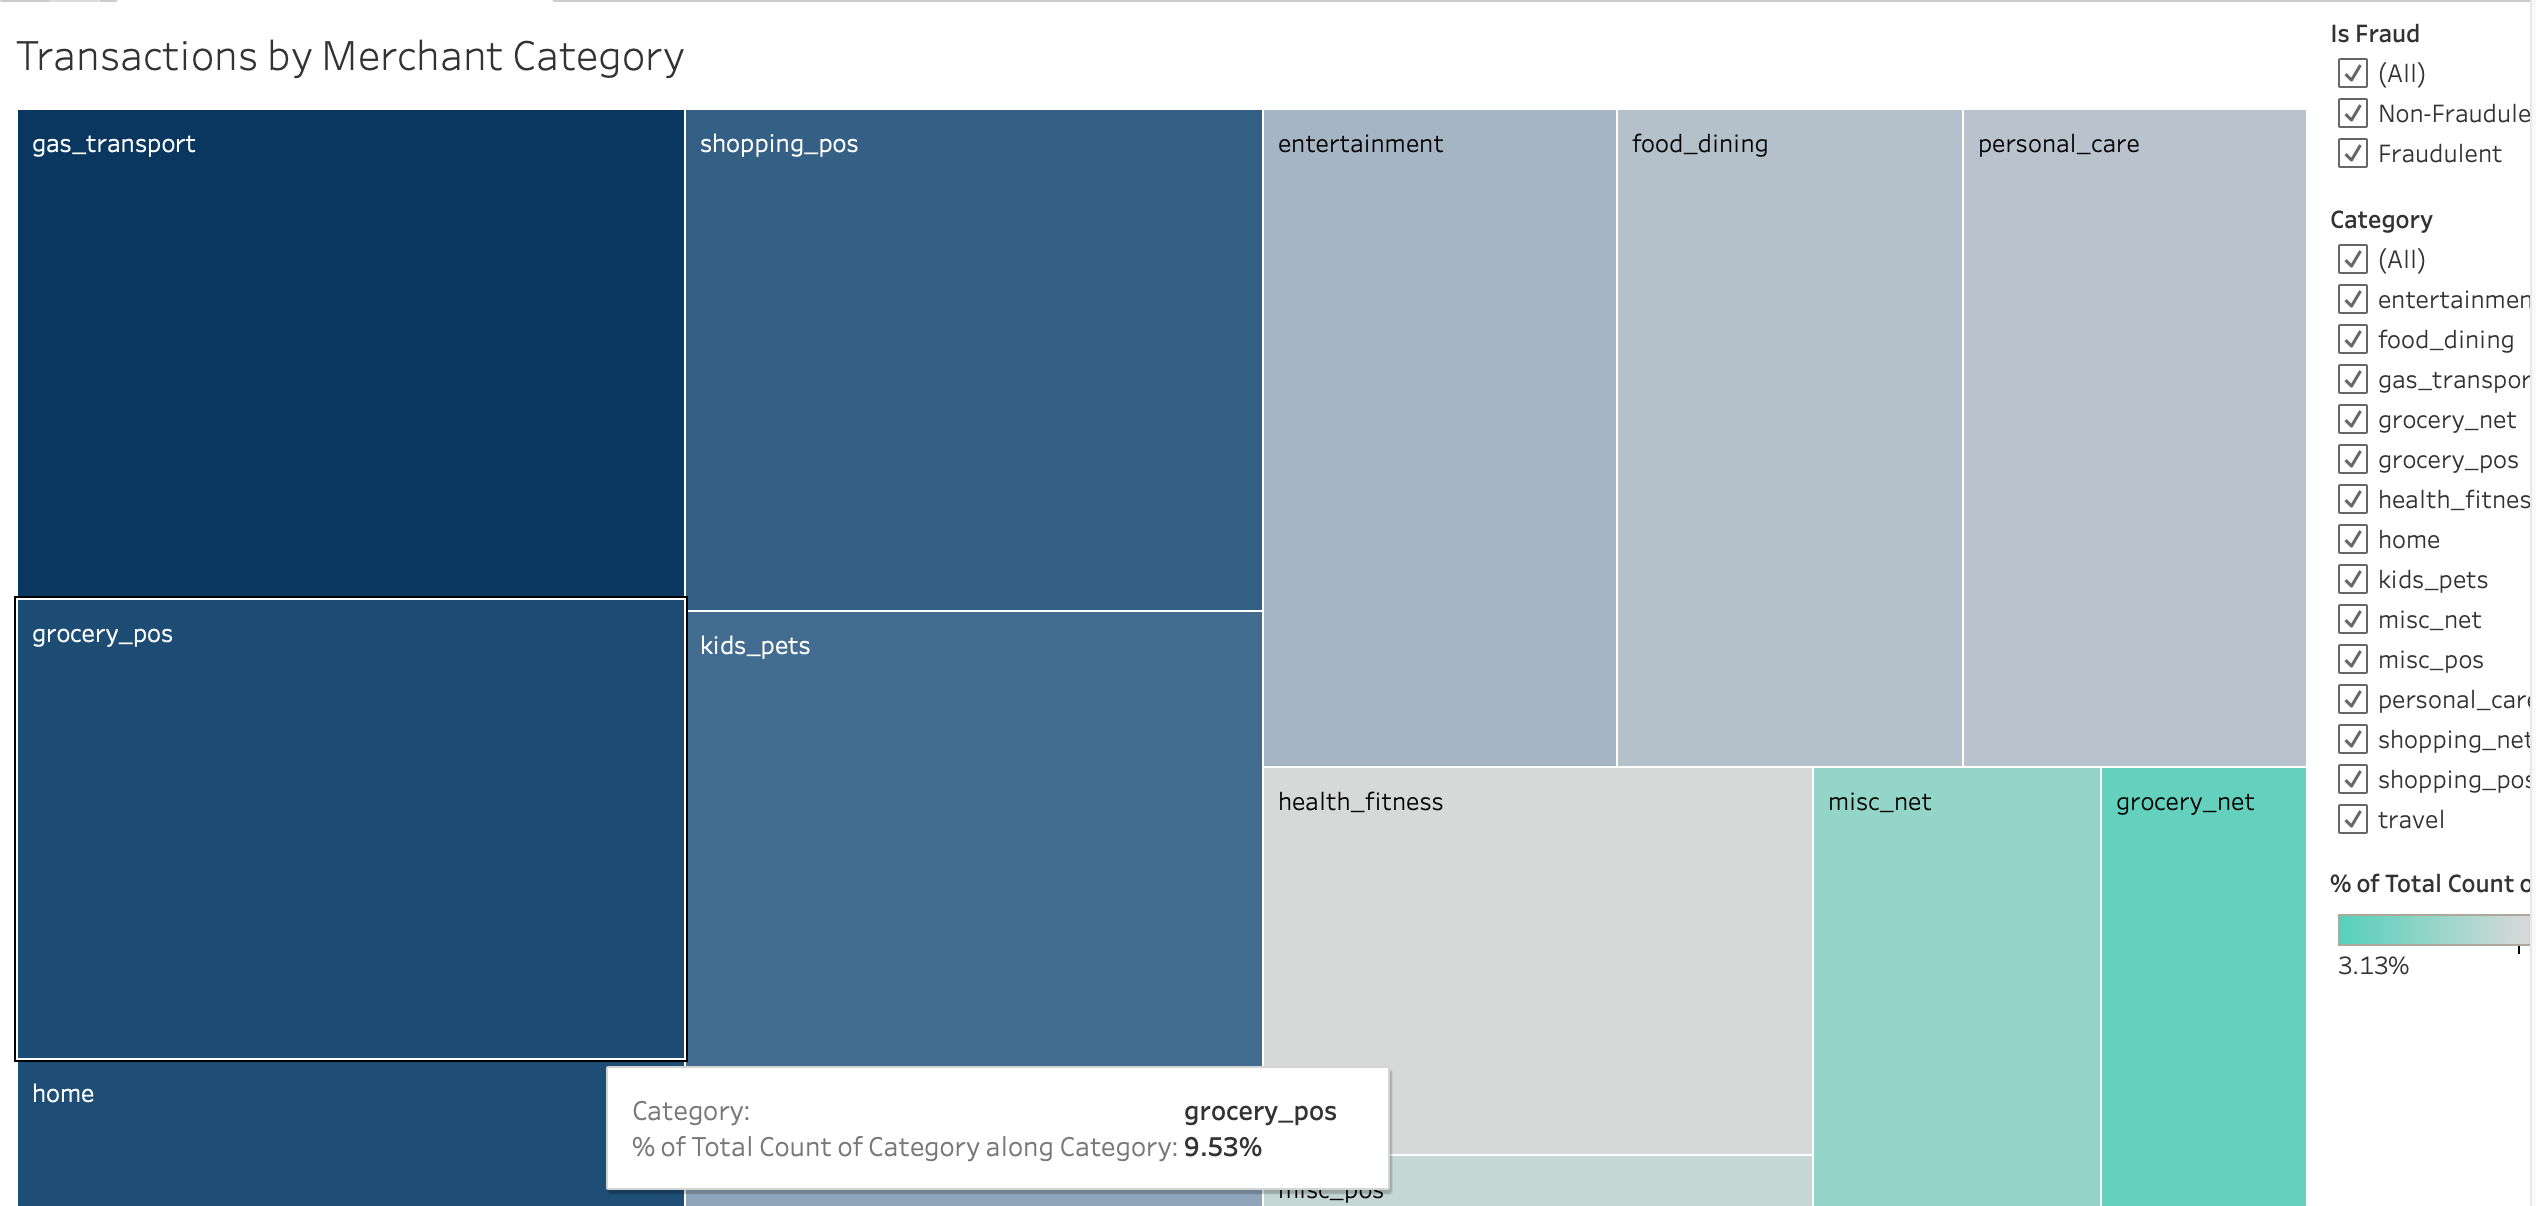 Transactions by Merchant Category
gas_transport
shopping_pos
entertainment
food_dining
personal_care
grocery_pos
kids_pets
health_fitness
misc_net
grocery_net
home
misc_pos
Category: grocery_pos
% of Total Count of Category along Category: 9.53%
Is Fraud
(All)
Non-Fraudule
Fraudulent
Category
(All)
entertainmen
food_dining
gas_transpor
grocery_net
grocery_pos
health_fitnes
home
kids_pets
misc_net
misc_pos
personal_care
shopping_net
shopping_pos
travel
% of Total Count o
3.13%